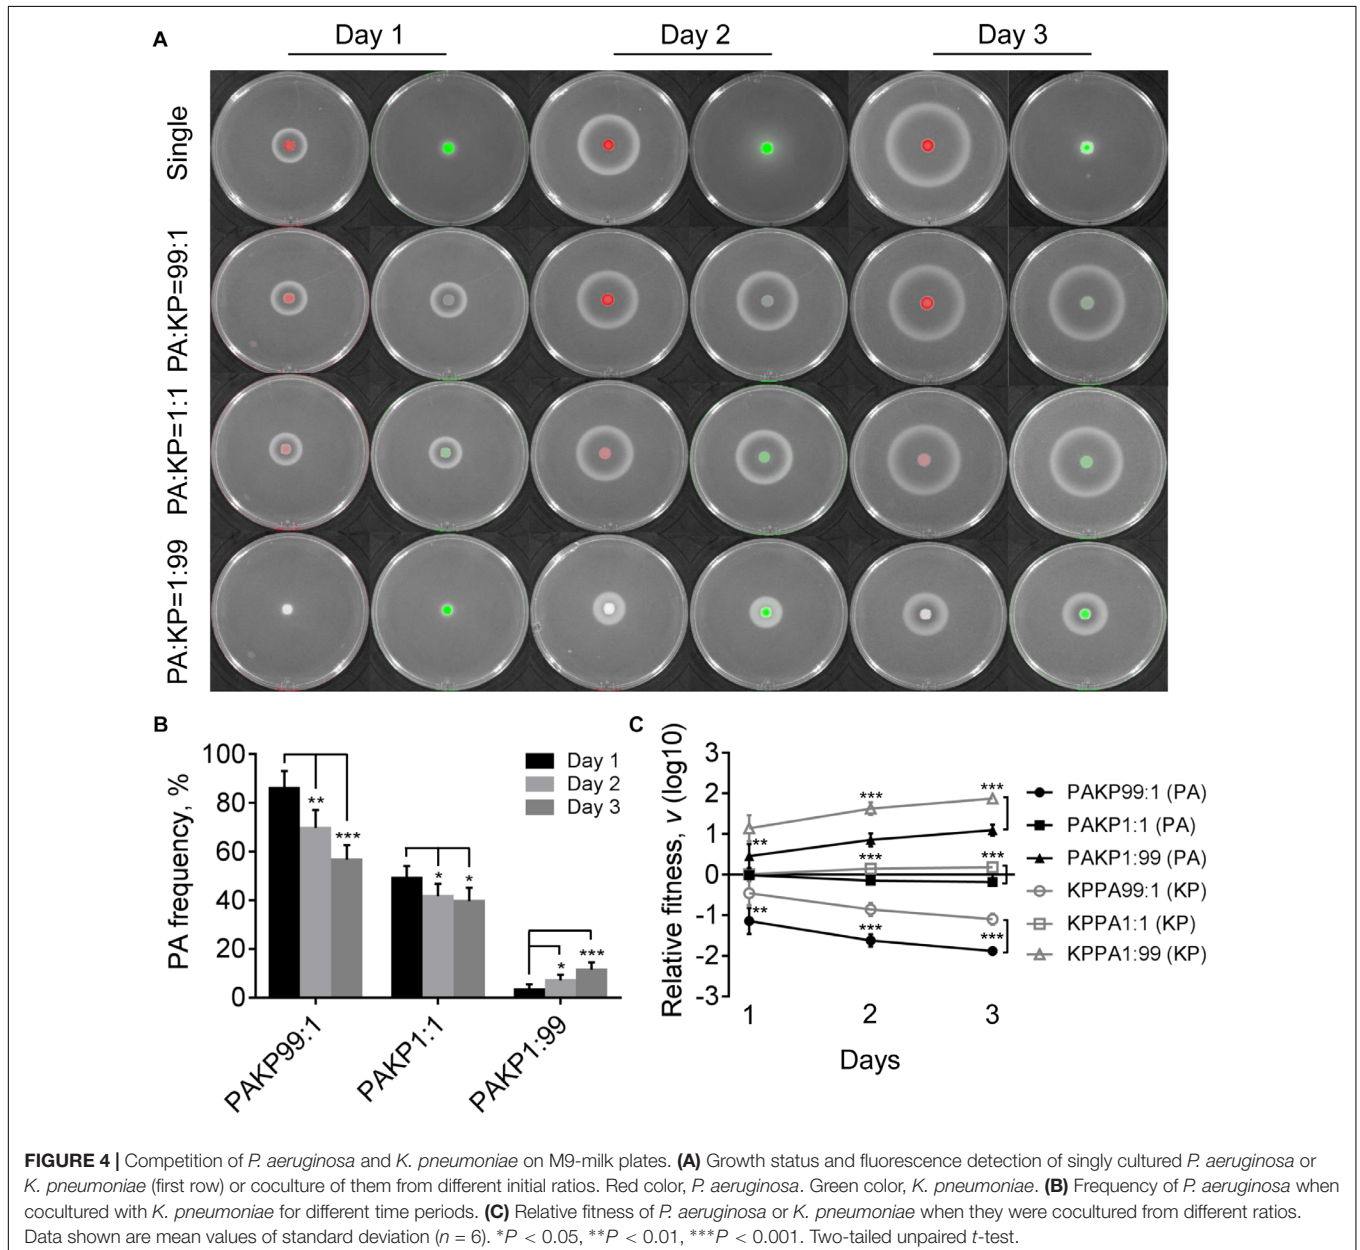 A
Day 1
Day 2
Day 3
Single
PA:KP=99:1
PA:KP=1:1
PA:KP=1:99
B
PA frequency, %
100
80
60
40
20
0
Day 1
Day 2
Day 3
**
***
*
*
*
***
PAKP99:1
PAKP1:1
PAKP1:99
C
Relative fitness, v (log10)
3
2
1
0
-1
-2
-3
***
***
**
***
***
**
***
***
1
2
3
Days
PAKP99:1 (PA)
PAKP1:1 (PA)
PAKP1:99 (PA)
KPPA99:1 (KP)
KPPA1:1 (KP)
KPPA1:99 (KP)
FIGURE 4 | Competition of P. aeruginosa and K. pneumoniae on M9-milk plates. (A) Growth status and fluorescence detection of singly cultured P. aeruginosa or
K. pneumoniae (first row) or coculture of them from different initial ratios. Red color, P. aeruginosa. Green color, K. pneumoniae. (B) Frequency of P. aeruginosa when
cocultured with K. pneumoniae for different time periods. (C) Relative fitness of P. aeruginosa or K. pneumoniae when they were cocultured from different ratios.
Data shown are mean values of standard deviation (n = 6). *P < 0.05, **P < 0.01, ***P < 0.001. Two-tailed unpaired t-test.